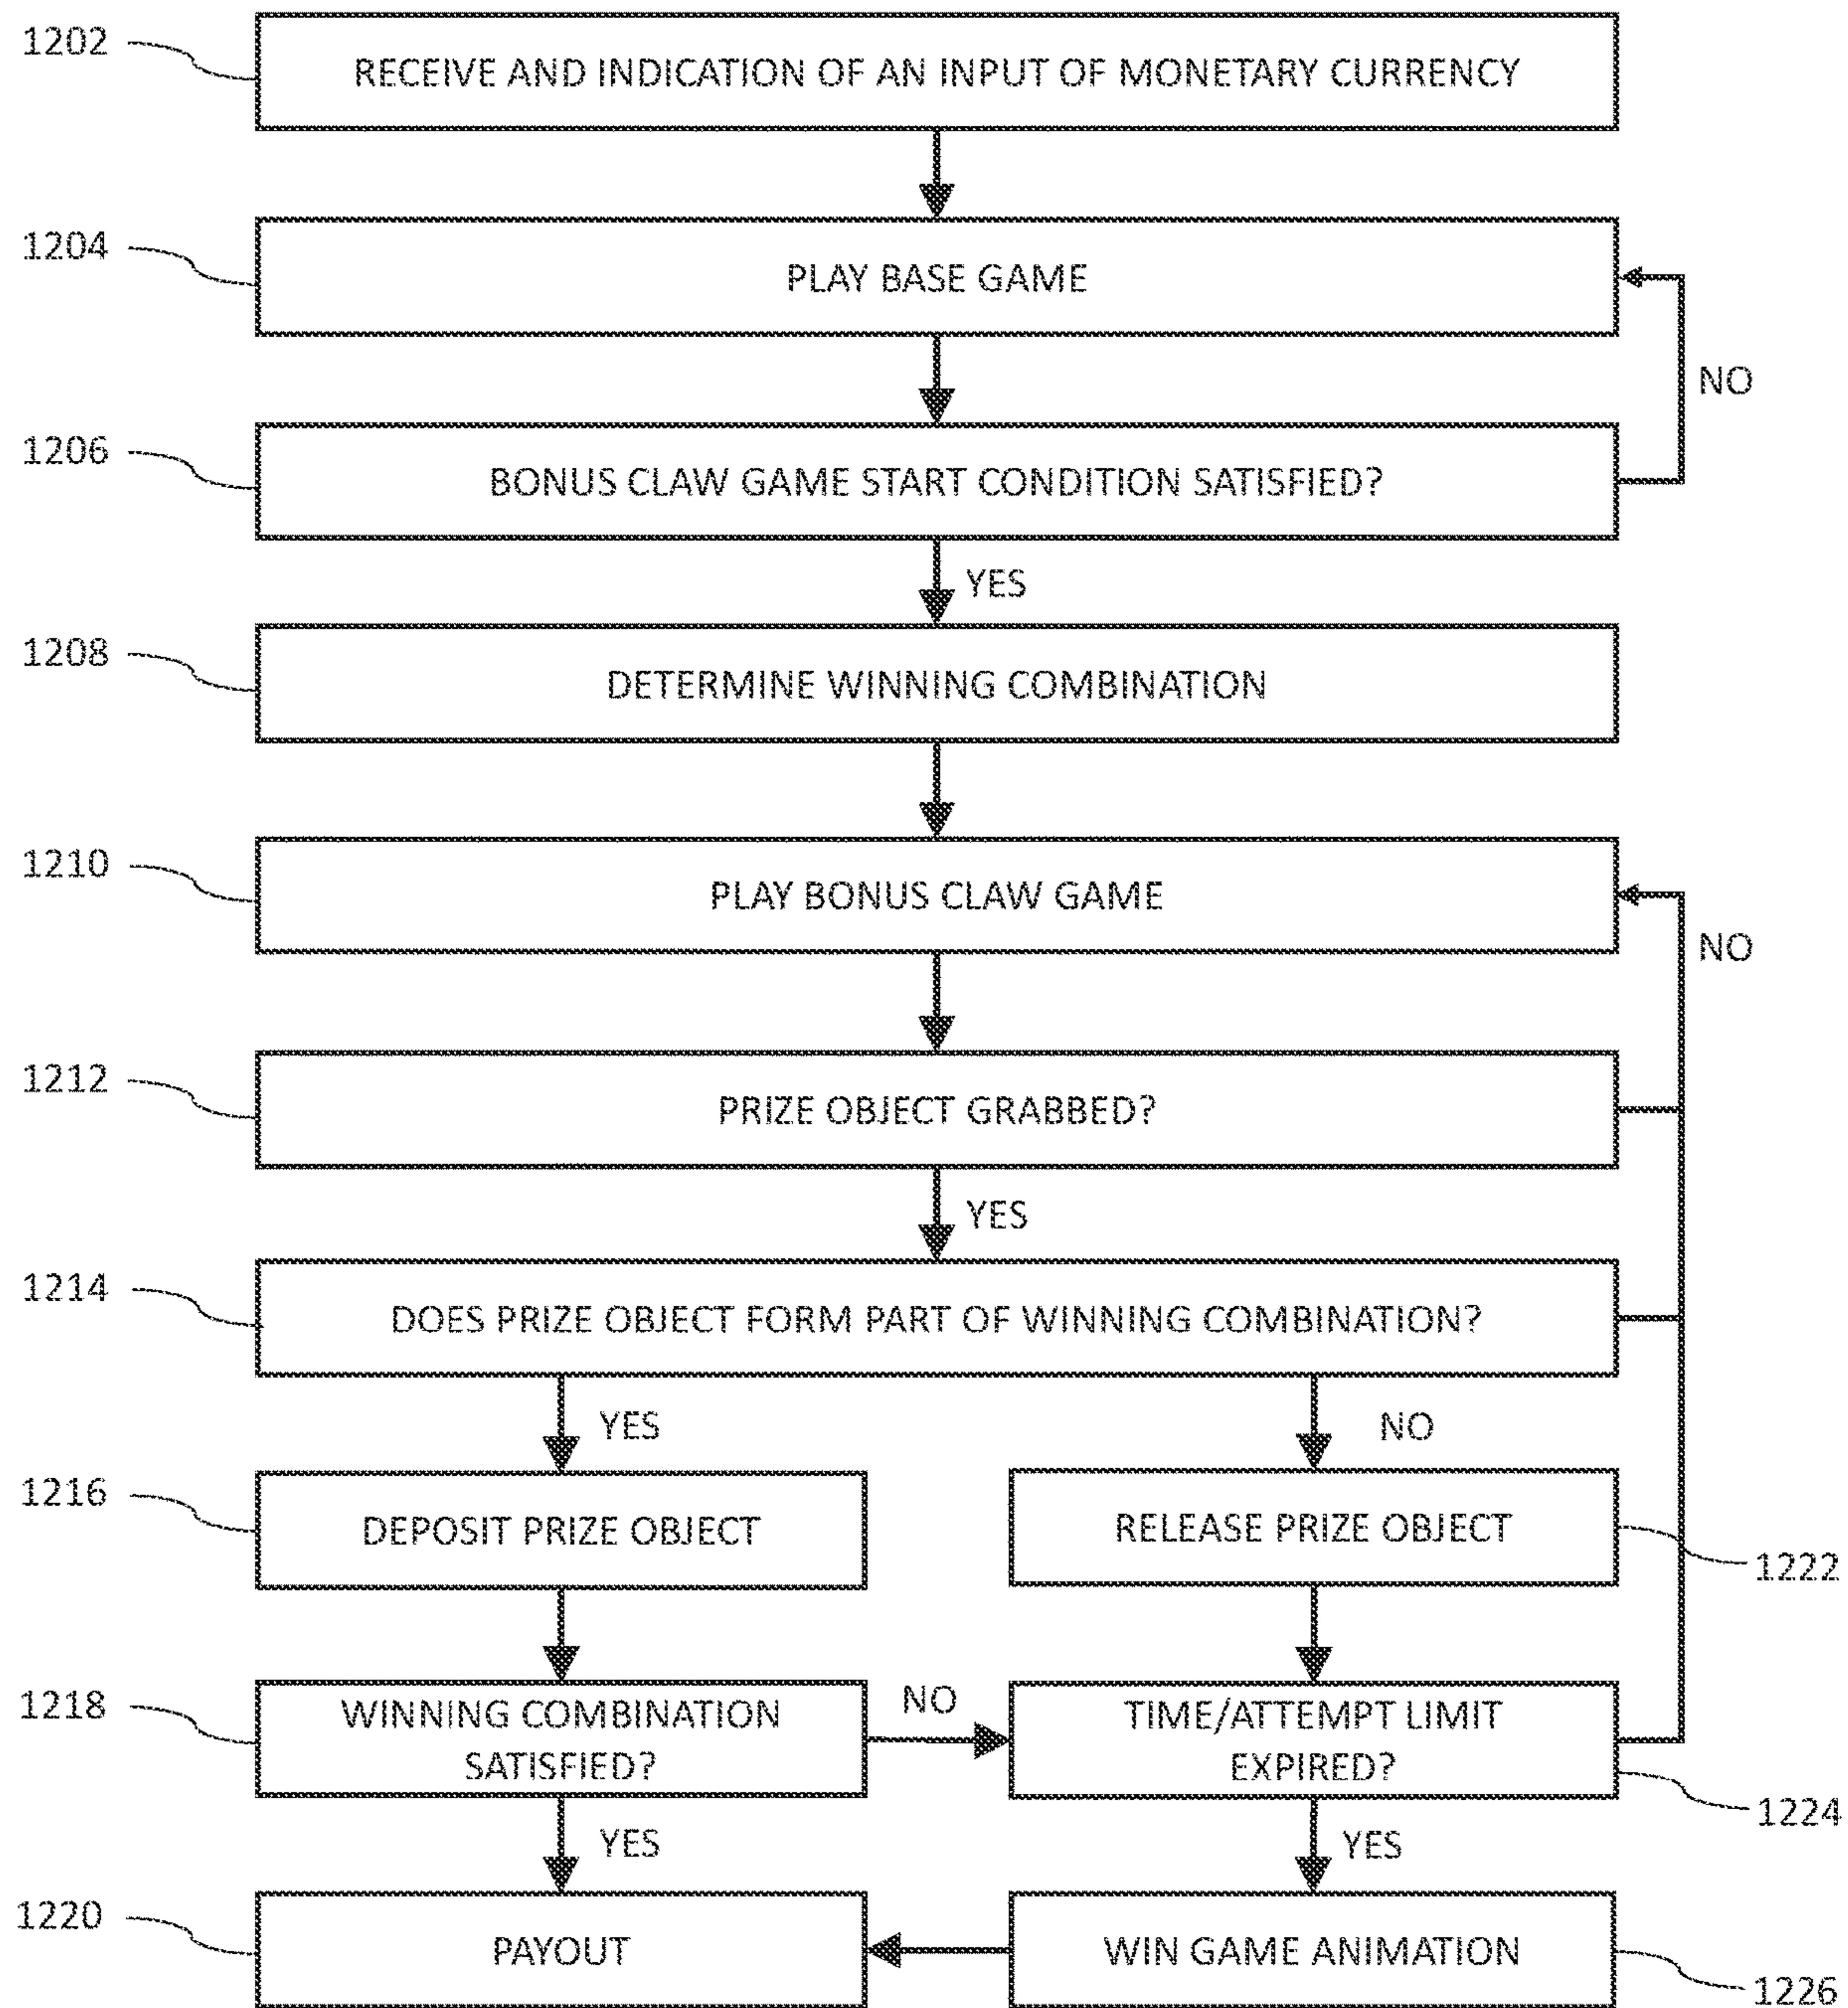 1202
RECEIVE AND INDICATION OF AN INPUT OF MONETARY CURRENCY
1204
PLAY BASE GAME
NO
1206
BONUS CLAW GAME START CONDITION SATISFIED?
YES
1208
DETERMINE WINNING COMBINATION
1210
PLAY BONUS CLAW GAME
NO
1212
PRIZE OBJECT GRABBED?
YES
1214
DOES PRIZE OBJECT FORM PART OF WINNING COMBINATION?
YES
NO
1216
DEPOSIT PRIZE OBJECT
RELEASE PRIZE OBJECT
1222
1218
WINNING COMBINATION
SATISFIED?
NO
TIME/ATTEMPT LIMIT
EXPIRED?
1224
YES
YES
1220
PAYOUT
WIN GAME ANIMATION
1226